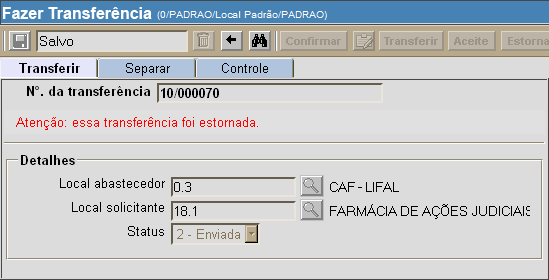 Fazer Transferência (0/PADRAO/Local Padrão/PADRAO)
Salvo Confirmar Transferir Aceite Estorna
Transferir Separar Controle
Nº. da transferência 10/000070
Atenção: essa transferência foi estornada.
Detalhes
Local abastecedor 0.3 CAF - LIFAL
Local solicitante 18.1 FARMÁCIA DE AÇÕES JUDICIAIS
Status 2 - Enviada